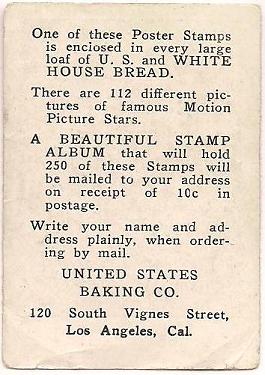 One of these Poster Stamps
is enclosed in every large
loaf of U. S. and WHITE
HOUSE BREAD.
There are 112 different pic-
tures of famous Motion
Picture Stars.
A BEAUTIFUL STAMP
ALBUM that will hold
250 of these Stamps will
be mailed to your address
on receipt of 10c in
postage.
Write your name and ad-
dress plainly, when order-
ing by mail.
UNITED STATES
BAKING CO.
120 South Vignes Street,
Los Angeles, Cal.